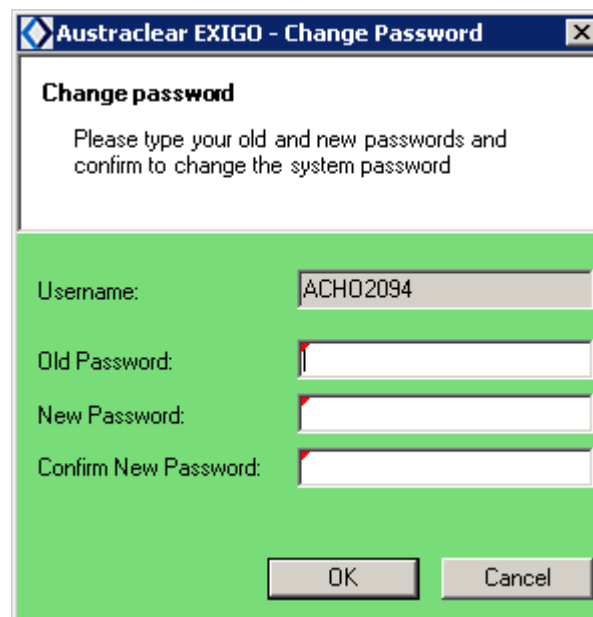 Austraclear EXIGO - Change Password
Change password
Please type your old and new passwords and
confirm to change the system password
Username: ACHO2094
Old Password:
New Password:
Confirm New Password:
OK Cancel